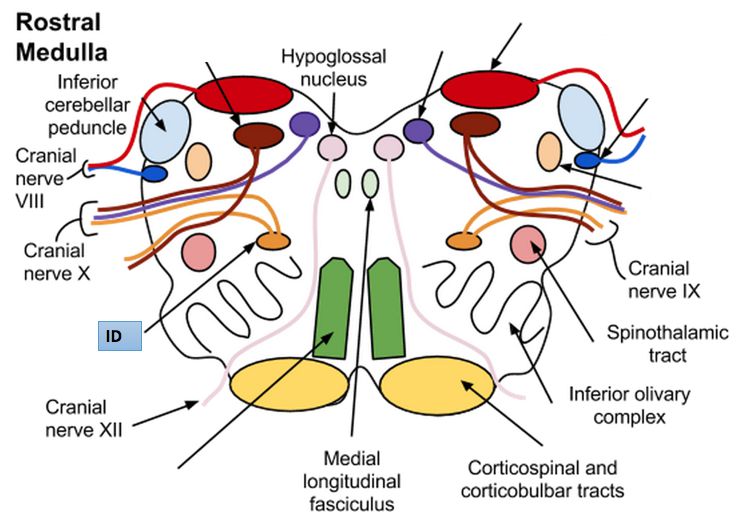 Rostral
Medulla
Hypoglossal
nucleus
Inferior
cerebellar
peduncle
Cranial
nerve
VIII
Cranial
nerve X
ID
Cranial
nerve XII
Medial
longitudinal
fasciculus
Cranial
nerve IX
Spinothalamic
tract
Inferior olivary
complex
Corticospinal and
corticobulbar tracts